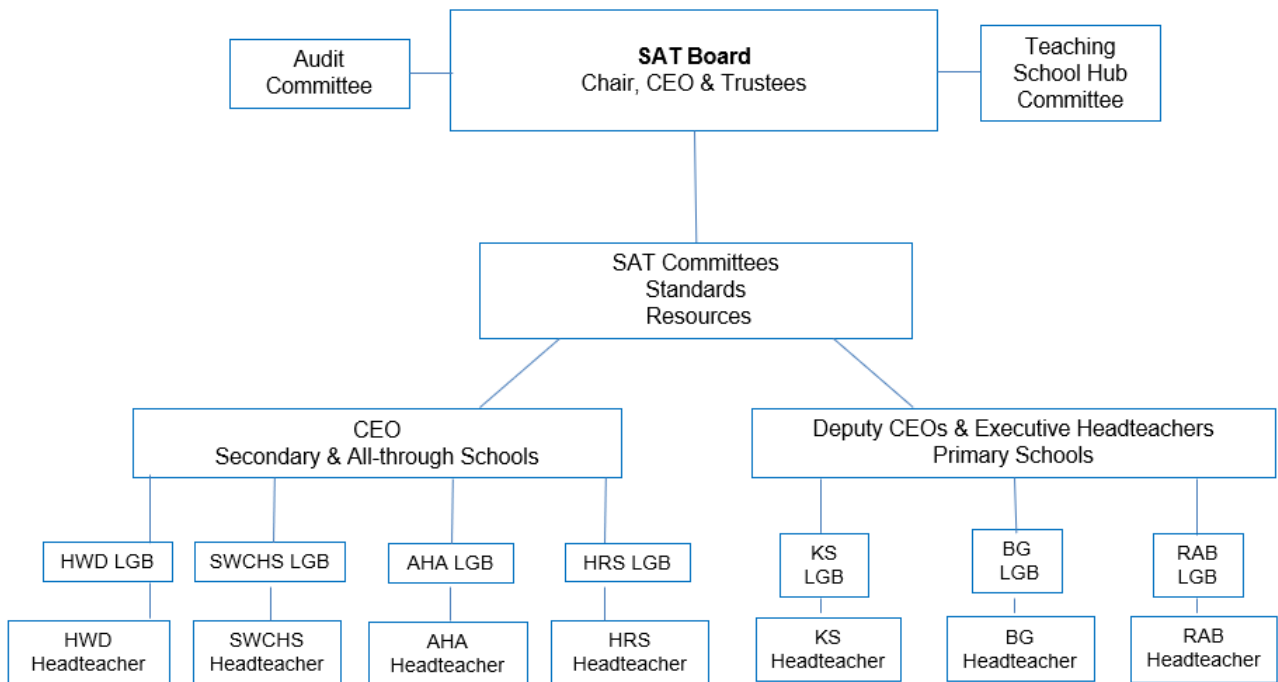 Audit
Committee
SAT Board
Chair, CEO & Trustees
Teaching
School Hub
Committee
SAT Committees
Standards
Resources
CEO
Secondary & All-through Schools
Deputy CEOs & Executive Headteachers
Primary Schools
HWD LGB
SWCHS LGB
AHA LGB
HRS LGB
KS
LGB
BG
LGB
RAB
LGB
HWD
Headteacher
SWCHS
Headteacher
AHA
Headteacher
HRS
Headteacher
KS
Headteacher
BG
Headteacher
RAB
Headteacher